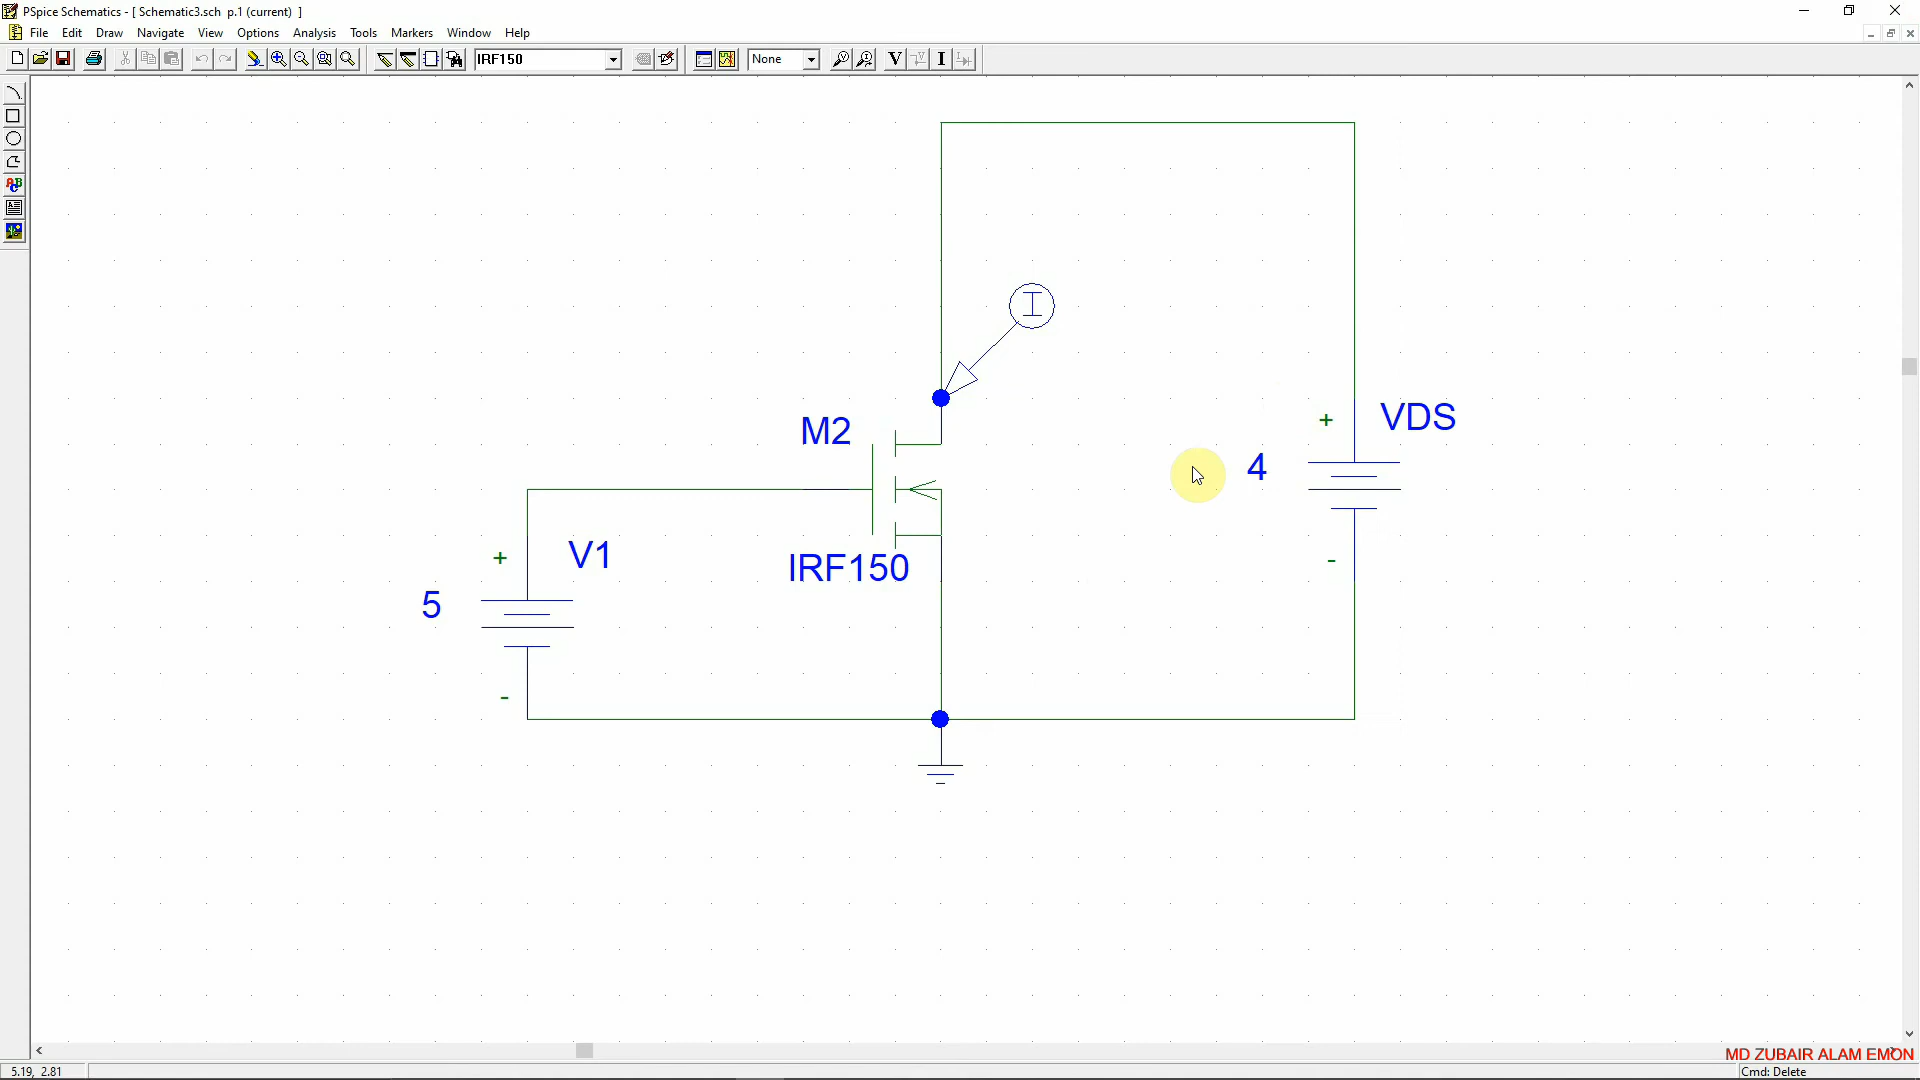 PSpice Schematics - [ Schematic3.sch p.1 (current) ]
File Edit Draw Navigate View Options Analysis Tools Markers Window Help
IRF150 None V I
ABC
I
M2
+ VDS
4
-
+ V1
IRF150
5
-
MD ZUBAIR ALAM EMON
5.19, 2.81 Cmd: Delete